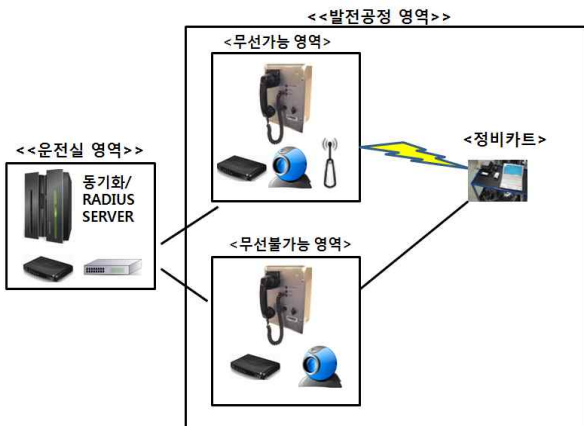 <<발전공정 영역>>
<무선가능 영역>
<<운전실 영역>>
동기화/
RADIUS
SERVER
<정비카트>
<무선불가능 영역>